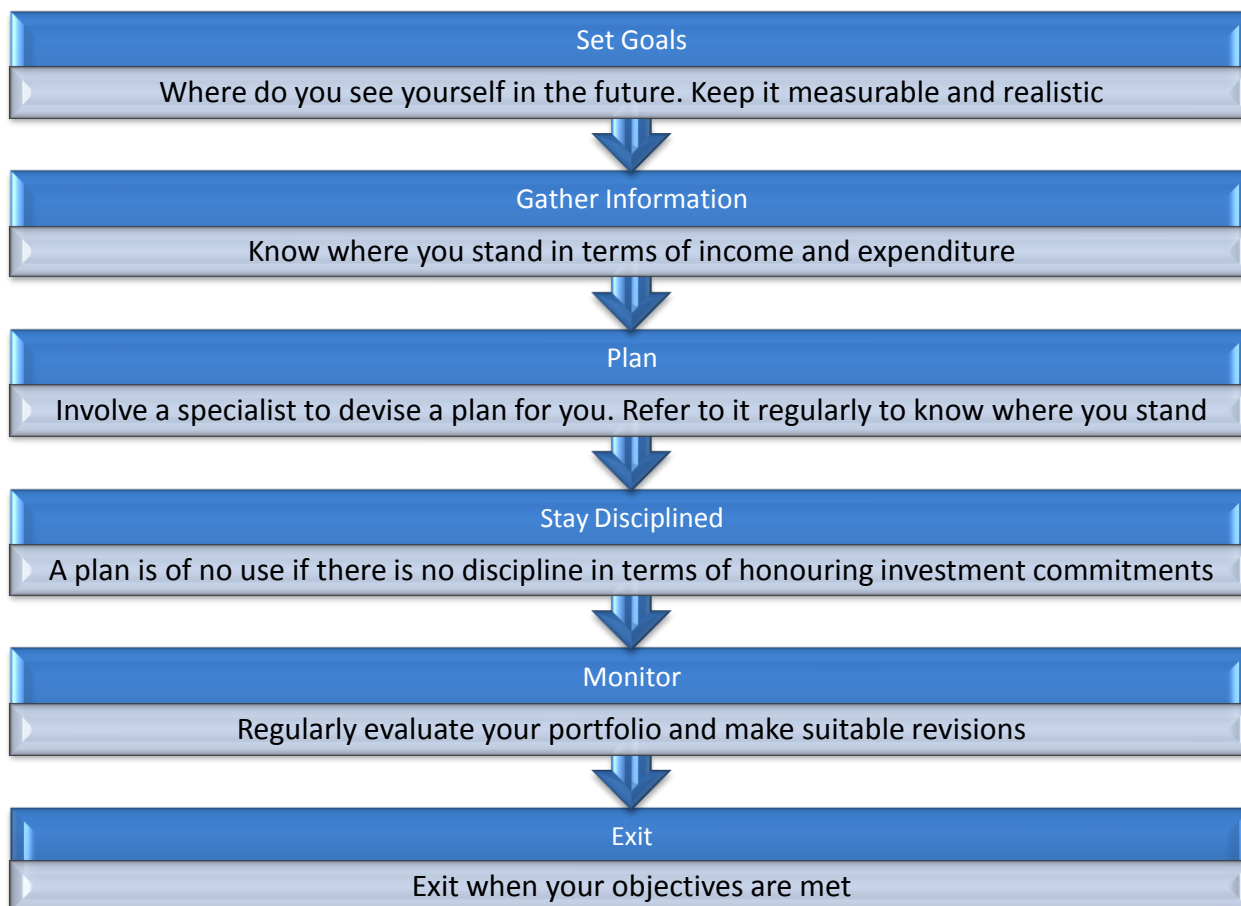 Set Goals
Where do you see yourself in the future. Keep it measurable and realistic
Gather Information
Know where you stand in terms of income and expenditure
Plan
Involve a specialist to devise a plan for you. Refer to it regularly to know where you stand
Stay Disciplined
A plan is of no use if there is no discipline in terms of honouring investment commitments
Monitor
Regularly evaluate your portfolio and make suitable revisions
Exit
Exit when your objectives are met